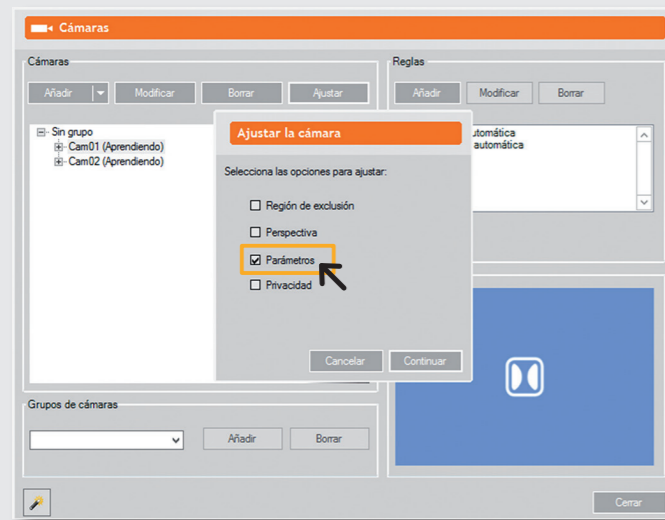 Cámaras
Cámaras
Añadir
Modificar
Borrar
Ajustar
Sin grupo
Cam01 (Aprendiendo)
Cam02 (Aprendiendo)
Reglas
Añadir
Modificar
Borrar
automática
Ajustar la cámara
Selecciona las opciones para ajustar:
Región de exclusión
Perspectiva
Parámetros
Privacidad
Cancelar
Continuar
Grupos de cámaras
Añadir
Borrar
Cerrar